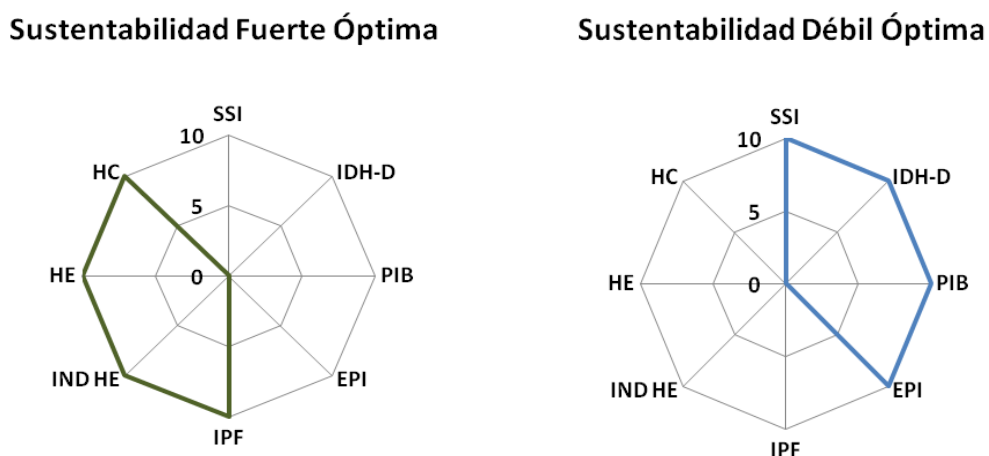 Sustentabilidad Fuerte Óptima
SSI
10
HC
IDH-D
5
HE
0
PIB
IND HE
EPI
IPF
Sustentabilidad Débil Óptima
SSI
10
HC
IDH-D
5
HE
0
PIB
IND HE
EPI
IPF